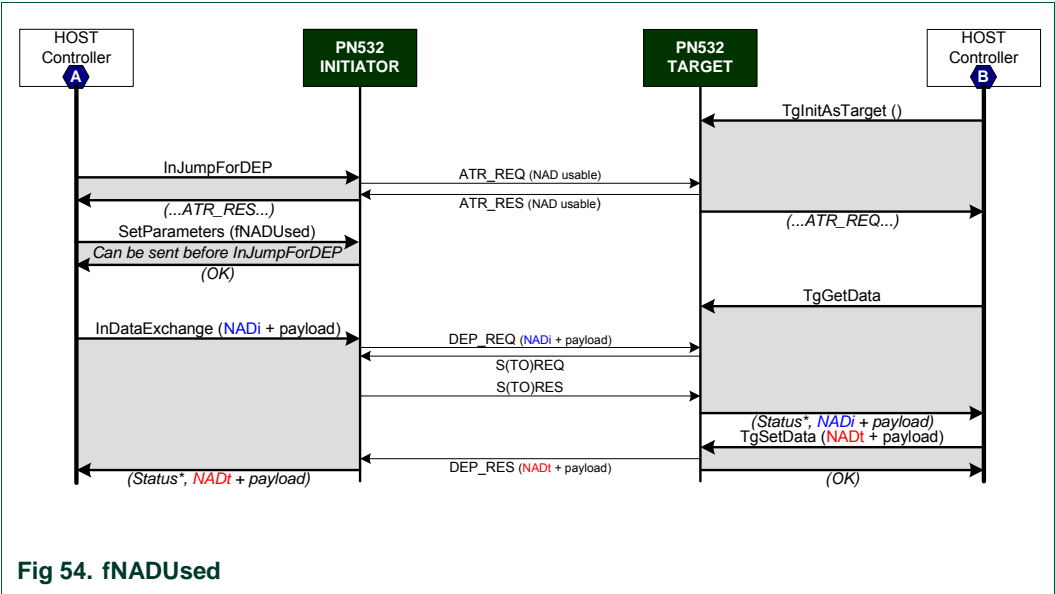 HOST
Controller
A
PN532
INITIATOR
PN532
TARGET
HOST
Controller
B
TgInitAsTarget ()
InJumpForDEP
ATR_REQ (NAD usable)
(...ATR_RES...)
ATR_RES (NAD usable)
(...ATR_REQ...)
SetParameters (fNADUsed)
Can be sent before InJumpForDEP
(OK)
TgGetData
InDataExchange (NADi + payload)
DEP_REQ (NADi + payload)
S(TO)REQ
S(TO)RES
(Status*, NADi + payload)
TgSetData (NADt + payload)
DEP_RES (NADt + payload)
(Status*, NADt + payload)
(OK)
Fig 54. fNADUsed